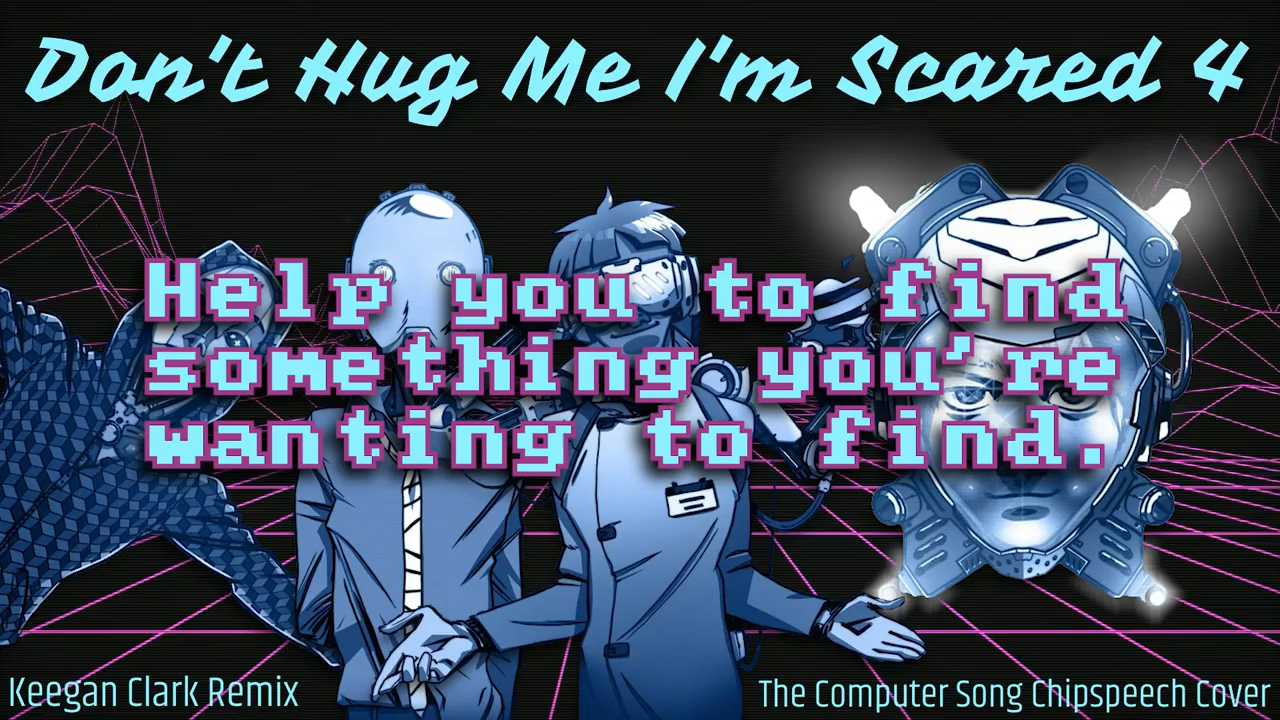 Don't Hug Me I'm Scared 4
Help you to find
something you're
wanting to find.
Keegan Clark Remix
The Computer Song Chipspeech Cover